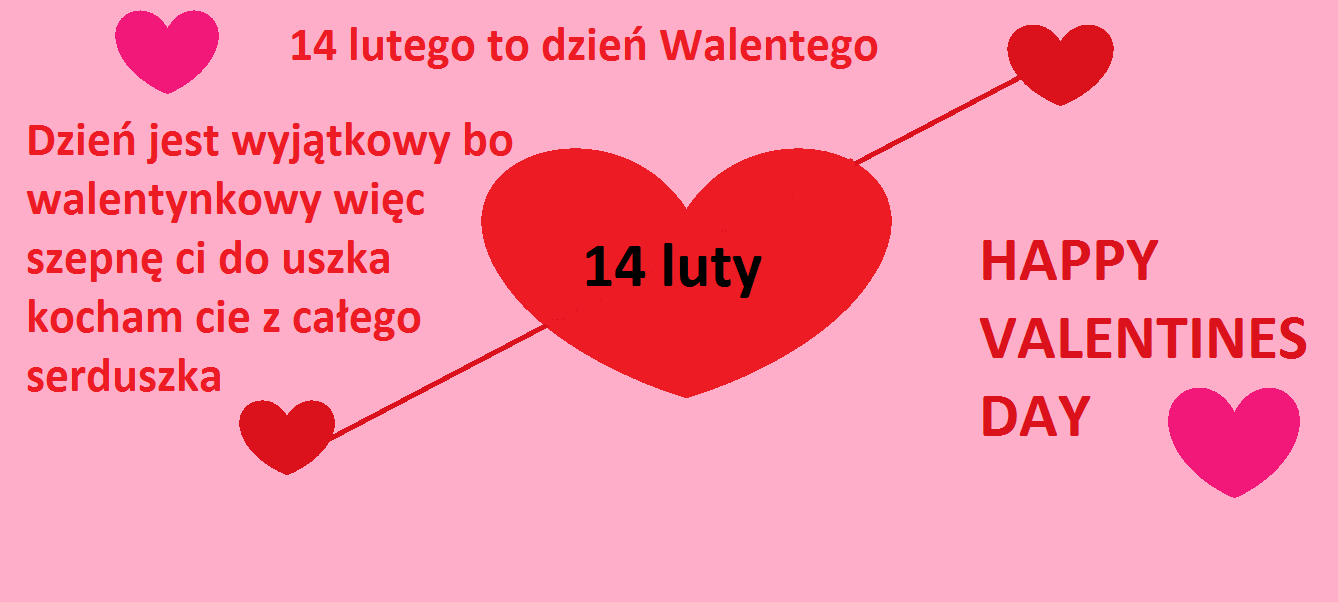 14 lutego to dzień Walentego
Dzień jest wyjątkowy bo
walentynkowy więc
szepnę ci do uszka
kocham cie z całego
serduszka
14 luty
HAPPY
VALENTINES
DAY